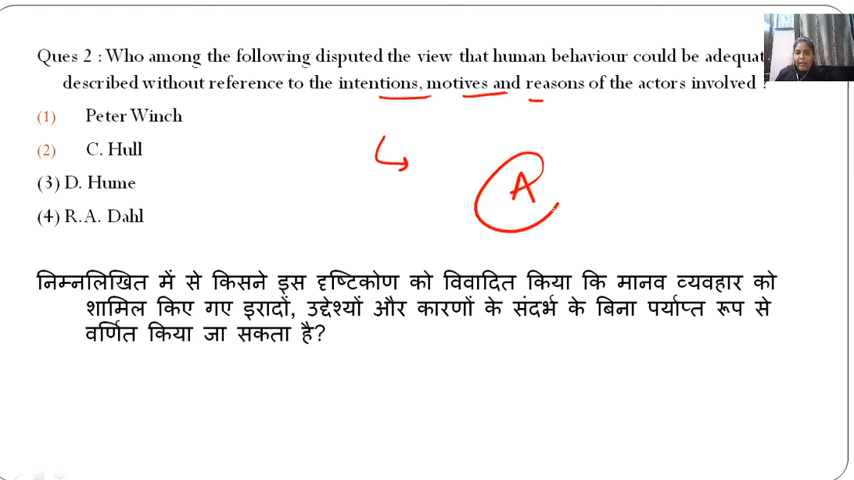 Ques 2 : Who among the following disputed the view that human behaviour could be
described without reference to the intentions, motives and reasons of the actors involved ?
(1) Peter Winch
(2) C. Hull
(3) D. Hume
(4) R.A. Dahl
A
निम्नलिखित में से किसने इस दृष्टिकोण को विवादित किया कि मानव व्यवहार को
शामिल किए गए इरादों, उद्देश्यों और कारणों के संदर्भ के बिना पर्याप्त रूप से
वर्णित किया जा सकता है?